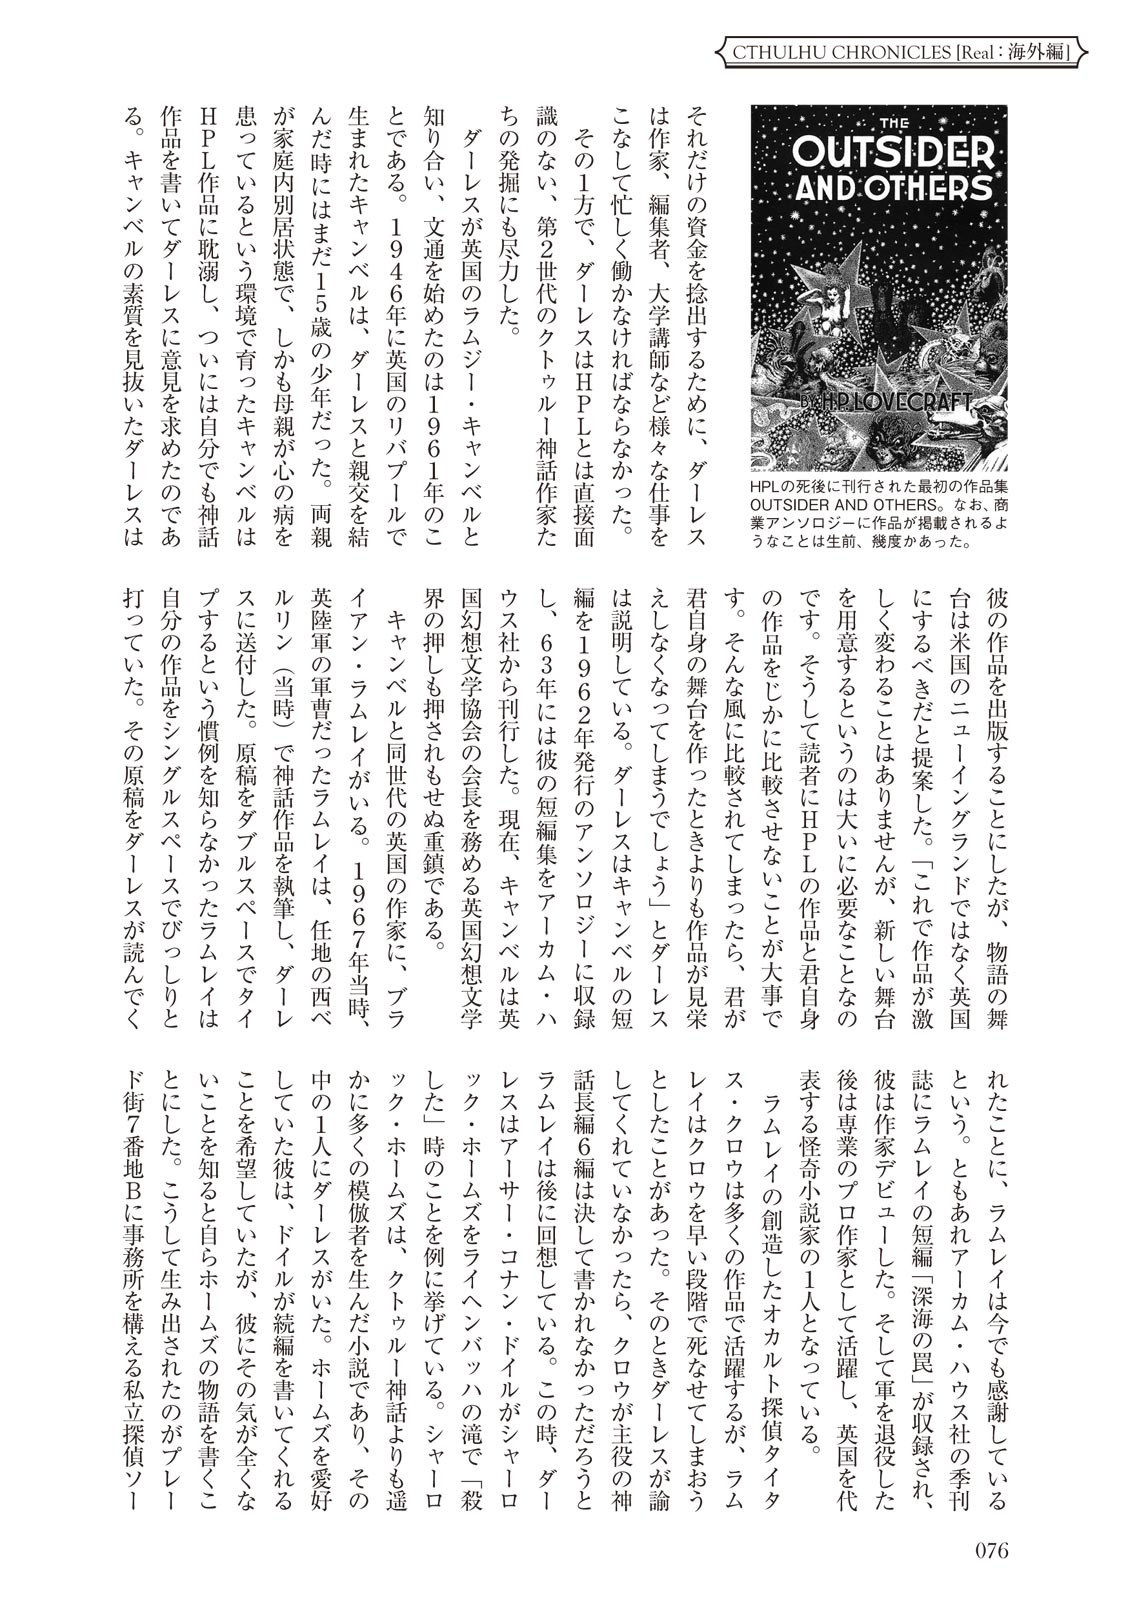 CTHULHU CHRONICLES [Real：海外編]
THE
OUTSIDER
AND OTHERS
BY H.P. LOVECRAFT
HPLの死後に刊行された最初の作品集
OUTSIDER AND OTHERS。なお、商
業アンソロジーに作品が掲載されるよ
うなことは生前、幾度かあった。
それだけの資金を捻出するために、ダーレス
は作家、編集者、大学講師など様々な仕事を
こなして忙しく働かなければならなかった。
その１方で、ダーレスはＨＰＬとは直接面
識のない、第２世代のクトゥルー神話作家た
ちの発掘にも尽力した。
ダーレスが英国のラムジー・キャンベルと
知り合い、文通を始めたのは１９６１年のこ
とである。１９４６年に英国のリバプールで
生まれたキャンベルは、ダーレスと親交を結
んだ時にはまだ15歳の少年だった。両親
が家庭内別居状態で、しかも母親が心の病を
患っているという環境で育ったキャンベルは
ＨＰＬ作品に耽溺し、ついには自分でも神話
作品を書いてダーレスに意見を求めたのであ
る。キャンベルの素質を見抜いたダーレスは
彼の作品を出版することにしたが、物語の舞
台は米国のニューイングランドではなく英国
にするべきだと提案した。「これで作品が激
しく変わることはありませんが、新しい舞台
を用意するというのは大いに必要なことなの
です。そうして読者にＨＰＬの作品と君自身
の作品をじかに比較させないことが大事で
す。そんな風に比較されてしまったら、君が
君自身の舞台を作ったときよりも作品が見栄
えしなくなってしまうでしょう」とダーレス
は説明している。ダーレスはキャンベルの短
編を１９６２年発行のアンソロジーに収録
し、６３年には彼の短編集をアーカム・ハ
ウス社から刊行した。現在、キャンベルは英
国幻想文学協会の会長を務める英国幻想文学
界の押しも押されもせぬ重鎮である。
キャンベルと同世代の英国の作家に、ブラ
イアン・ラムレイがいる。１９６７年当時、
英陸軍の軍曹だったラムレイは、任地の西ベ
ルリン（当時）で神話作品を執筆し、ダーレ
スに送付した。原稿をダブルスペースでタイ
プするという慣例を知らなかったラムレイは
自分の作品をシングルスペースでびっしりと
打っていた。その原稿をダーレスが読んでく
れたことに、ラムレイは今でも感謝している
という。ともあれアーカム・ハウス社の季刊
誌にラムレイの短編「深海の罠」が収録され、
彼は作家デビューした。そして軍を退役した
後は専業のプロ作家として活躍し、英国を代
表する怪奇小説家の１人となっている。
ラムレイの創造したオカルト探偵タイタ
ス・クロウは多くの作品で活躍するが、ラム
レイはクロウを早い段階で死なせてしまおう
としたことがあった。そのときダーレスが諭
してくれていなかったら、クロウが主役の神
話長編６編は決して書かれなかっただろうと
ラムレイは後に回想している。この時、ダー
レスはアーサー・コナン・ドイルがシャーロ
ック・ホームズをライヘンバッハの滝で「殺
した」時のことを例に挙げている。シャーロ
ック・ホームズは、クトゥルー神話よりも遥
かに多くの模倣者を生んだ小説であり、その
中の１人にダーレスがいた。ホームズを愛好
していた彼は、ドイルが続編を書いてくれる
ことを希望していたが、彼にその気が全くな
いことを知ると自らホームズの物語を書くこ
とにした。こうして生み出されたのがプレー
ド街７番地Ｂに事務所を構える私立探偵ソー
076